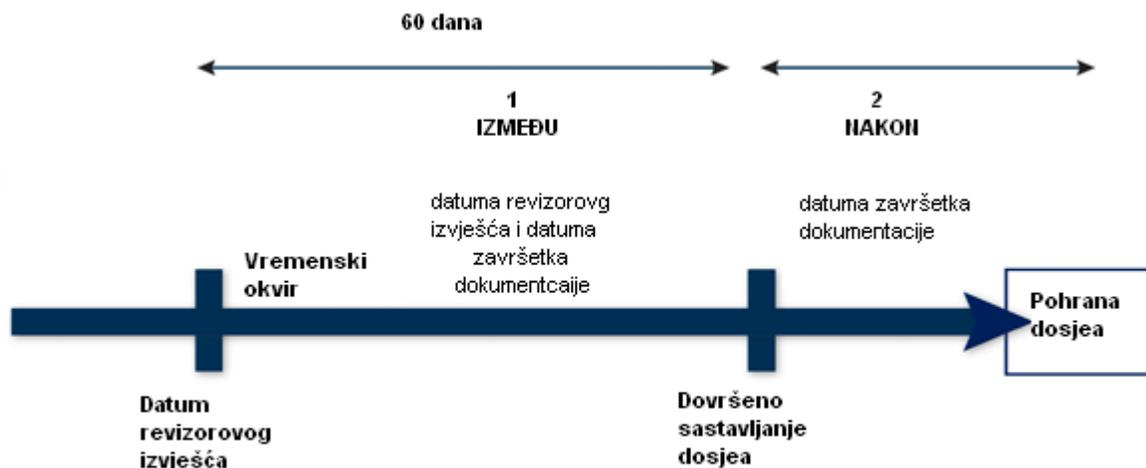 60 dana
1
IZMEĐU
2
NAKON
datuma revizorovg
izvješća i datuma
završetka
dokumentcaije
datuma završetka
dokumentacije
Vremenski
okvir
Pohrana
dosjea
Datum
revizorovog
izvješća
Dovršeno
sastavljanje
dosjea